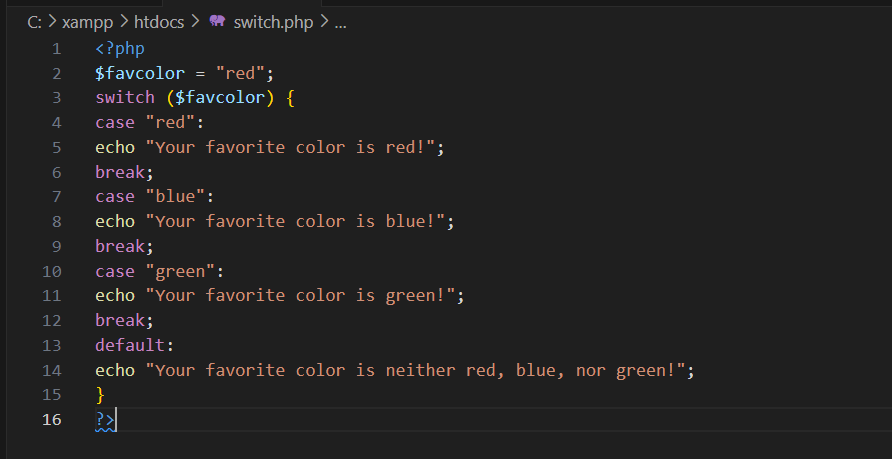 C: > xampp > htdocs > switch.php > ...
1 <?php
2 $favcolor = "red";
3 switch ($favcolor) {
4 case "red":
5 echo "Your favorite color is red!";
6 break;
7 case "blue":
8 echo "Your favorite color is blue!";
9 break;
10 case "green":
11 echo "Your favorite color is green!";
12 break;
13 default:
14 echo "Your favorite color is neither red, blue, nor green!";
15 }
16 ?>